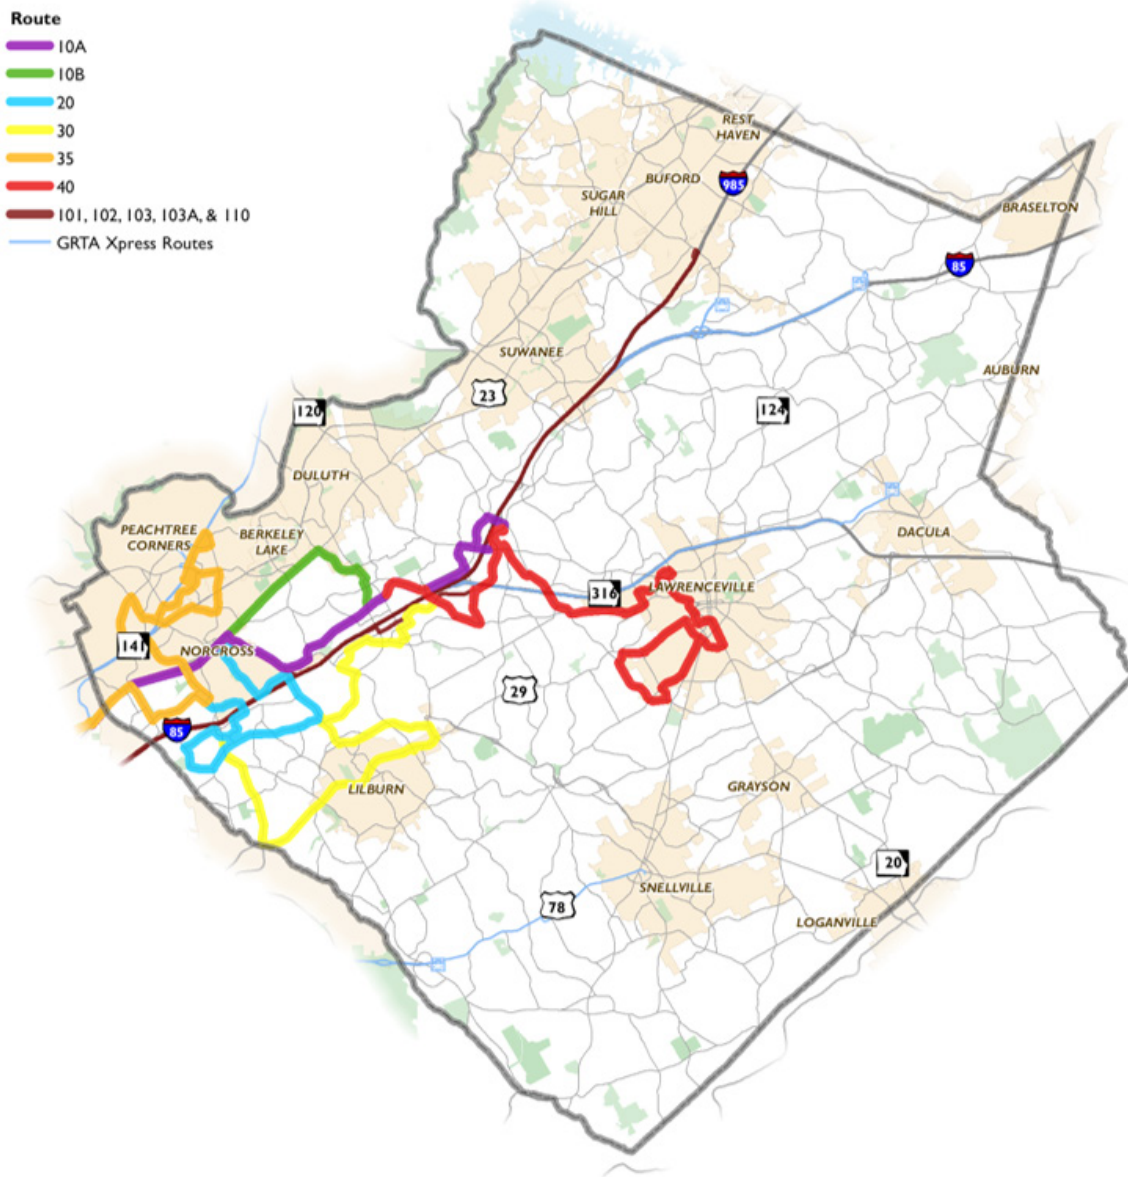 Route
10A
10B
20
30
35
40
101, 102, 103, 103A, & 110
GRTA Xpress Routes
REST
HAVEN
BUFORD
985
SUGAR
HILL
BRASELTON
85
SUWANEE
AUBURN
23
120
124
DULUTH
PEACHTREE
CORNERS
BERKELEY
LAKE
DACULA
316
LAWRENCEVILLE
141
NORCROSS
29
85
LILBURN
GRAYSON
20
SNELLVILLE
78
LOGANVILLE